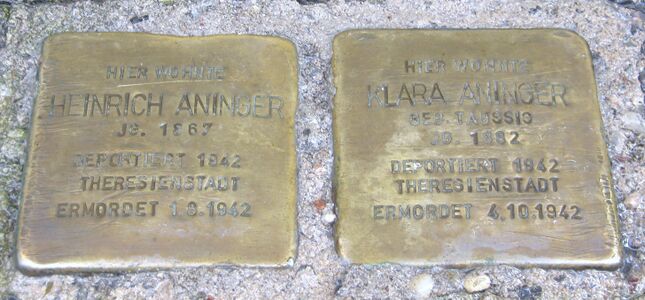 HIER WOHNTE
HEINRICH ANINGER
JG. 1867
DEPORTIERT 1942
THERESIENSTADT
ERMORDET 1.8.1942
HIER WOHNTE
KLARA ANINGER
GEB. TAUSSIG
JG. 1882
DEPORTIERT 1942
THERESIENSTADT
ERMORDET 4.10.1942